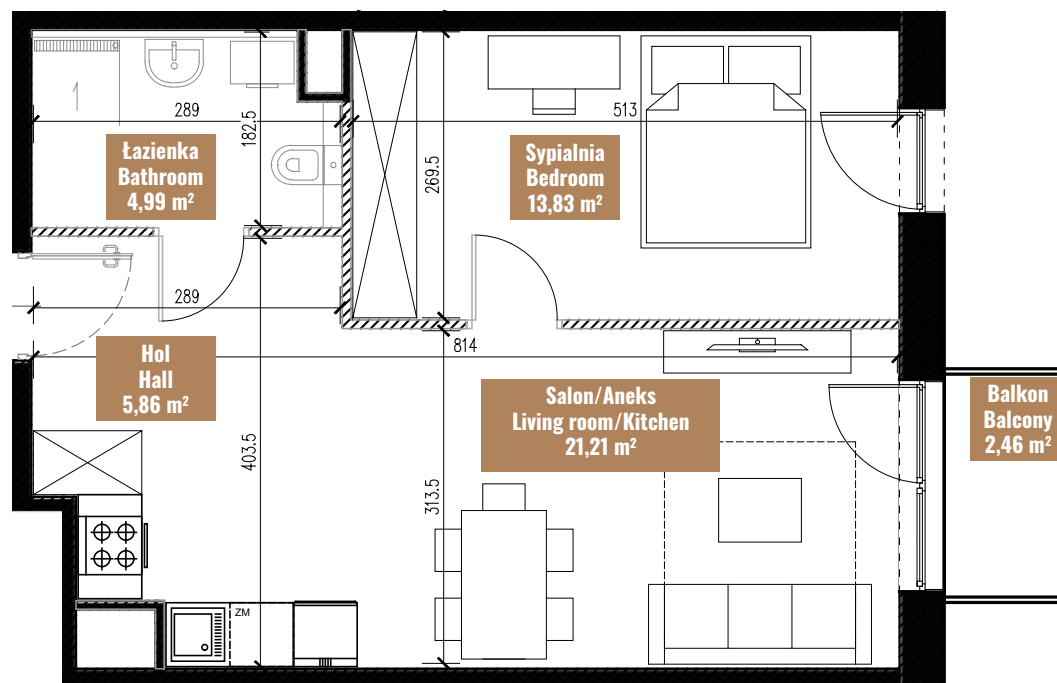 289
182.5
Łazienka
Bathroom
4,99 m²
269.5
513
Sypialnia
Bedroom
13,83 m²
289
814
Hol
Hall
5,86 m²
403.5
313.5
Salon/Aneks
Living room/Kitchen
21,21 m²
Balkon
Balcony
2,46 m²
ZM